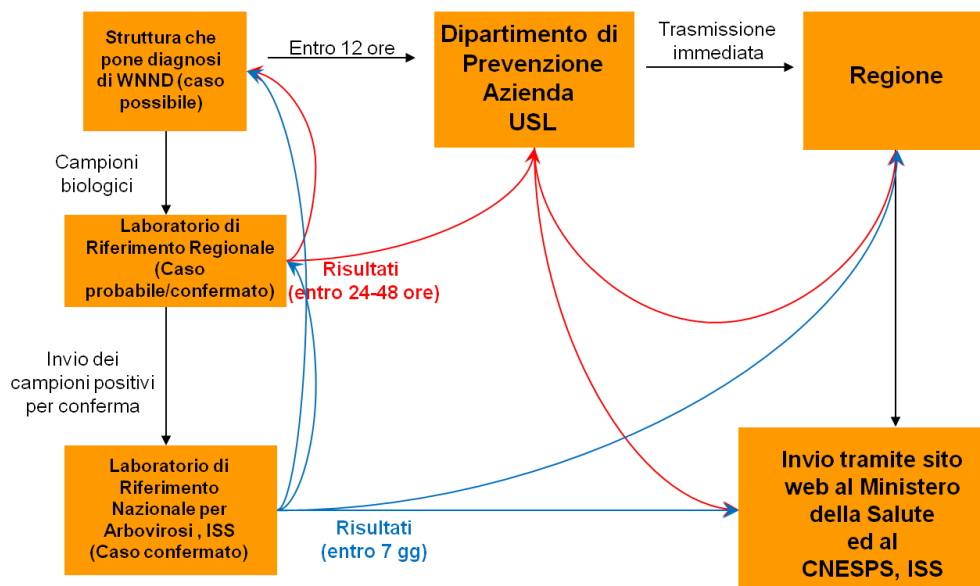 Struttura che
pone diagnosi
di WNND (caso
possibile)
Entro 12 ore
Dipartimento di
Prevenzione
Azienda
USL
Trasmissione
immediata
Regione
Campioni
biologici
Laboratorio di
Riferimento Regionale
(Caso
probabile/confermato)
Risultati
(entro 24-48 ore)
Invio dei
campioni positivi
per conferma
Laboratorio di
Riferimento
Nazionale per
Arbovirosi , ISS
(Caso confermato)
Risultati
(entro 7 gg)
Invio tramite sito
web al Ministero
della Salute
ed al
CNESPS, ISS